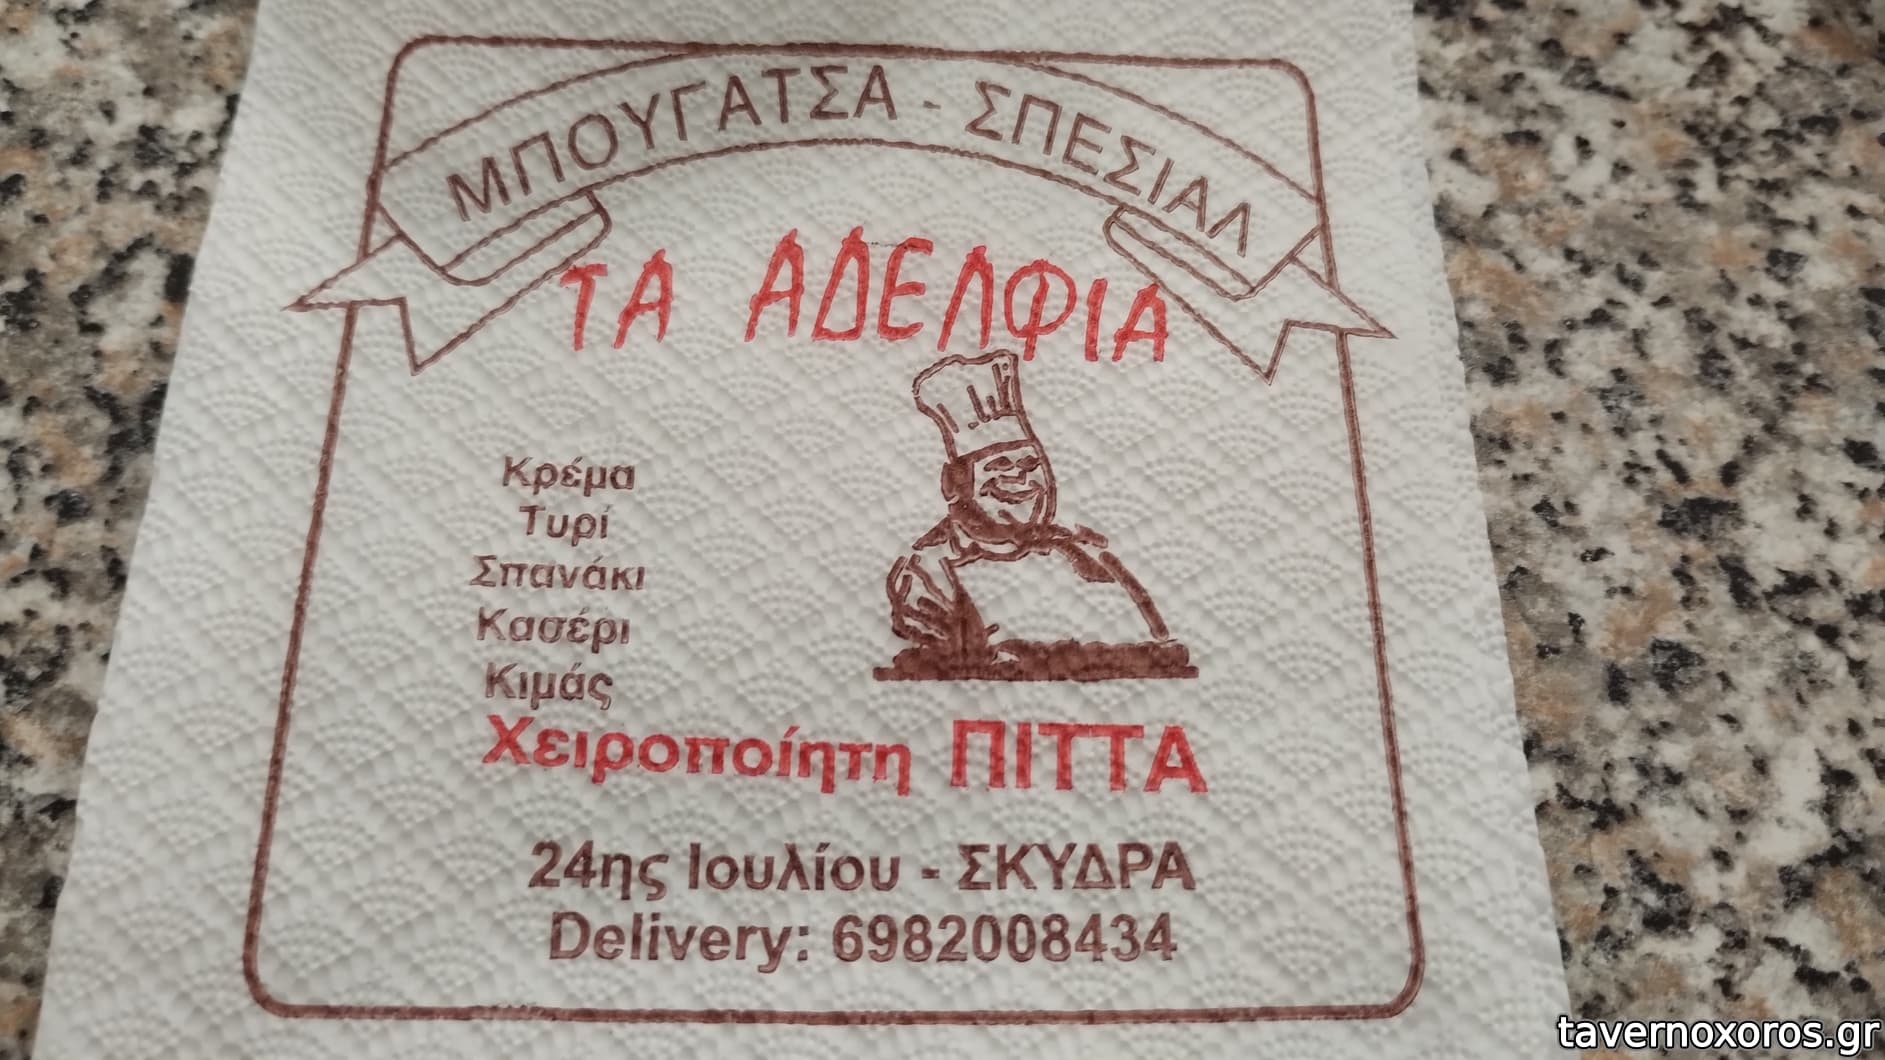 ΜΠΟΥΓΑΤΣΑ - ΣΠΕΣΙΑΛ
ΤΑ ΑΔΕΛΦΙΑ
Κρέμα
Τυρί
Σπανάκι
Κασέρι
Κιμάς
Χειροποίητη ΠΙΤΤΑ
24ης Ιουλίου - ΣΚΥΔΡΑ
Delivery: 6982008434
tavernoxoros.gr